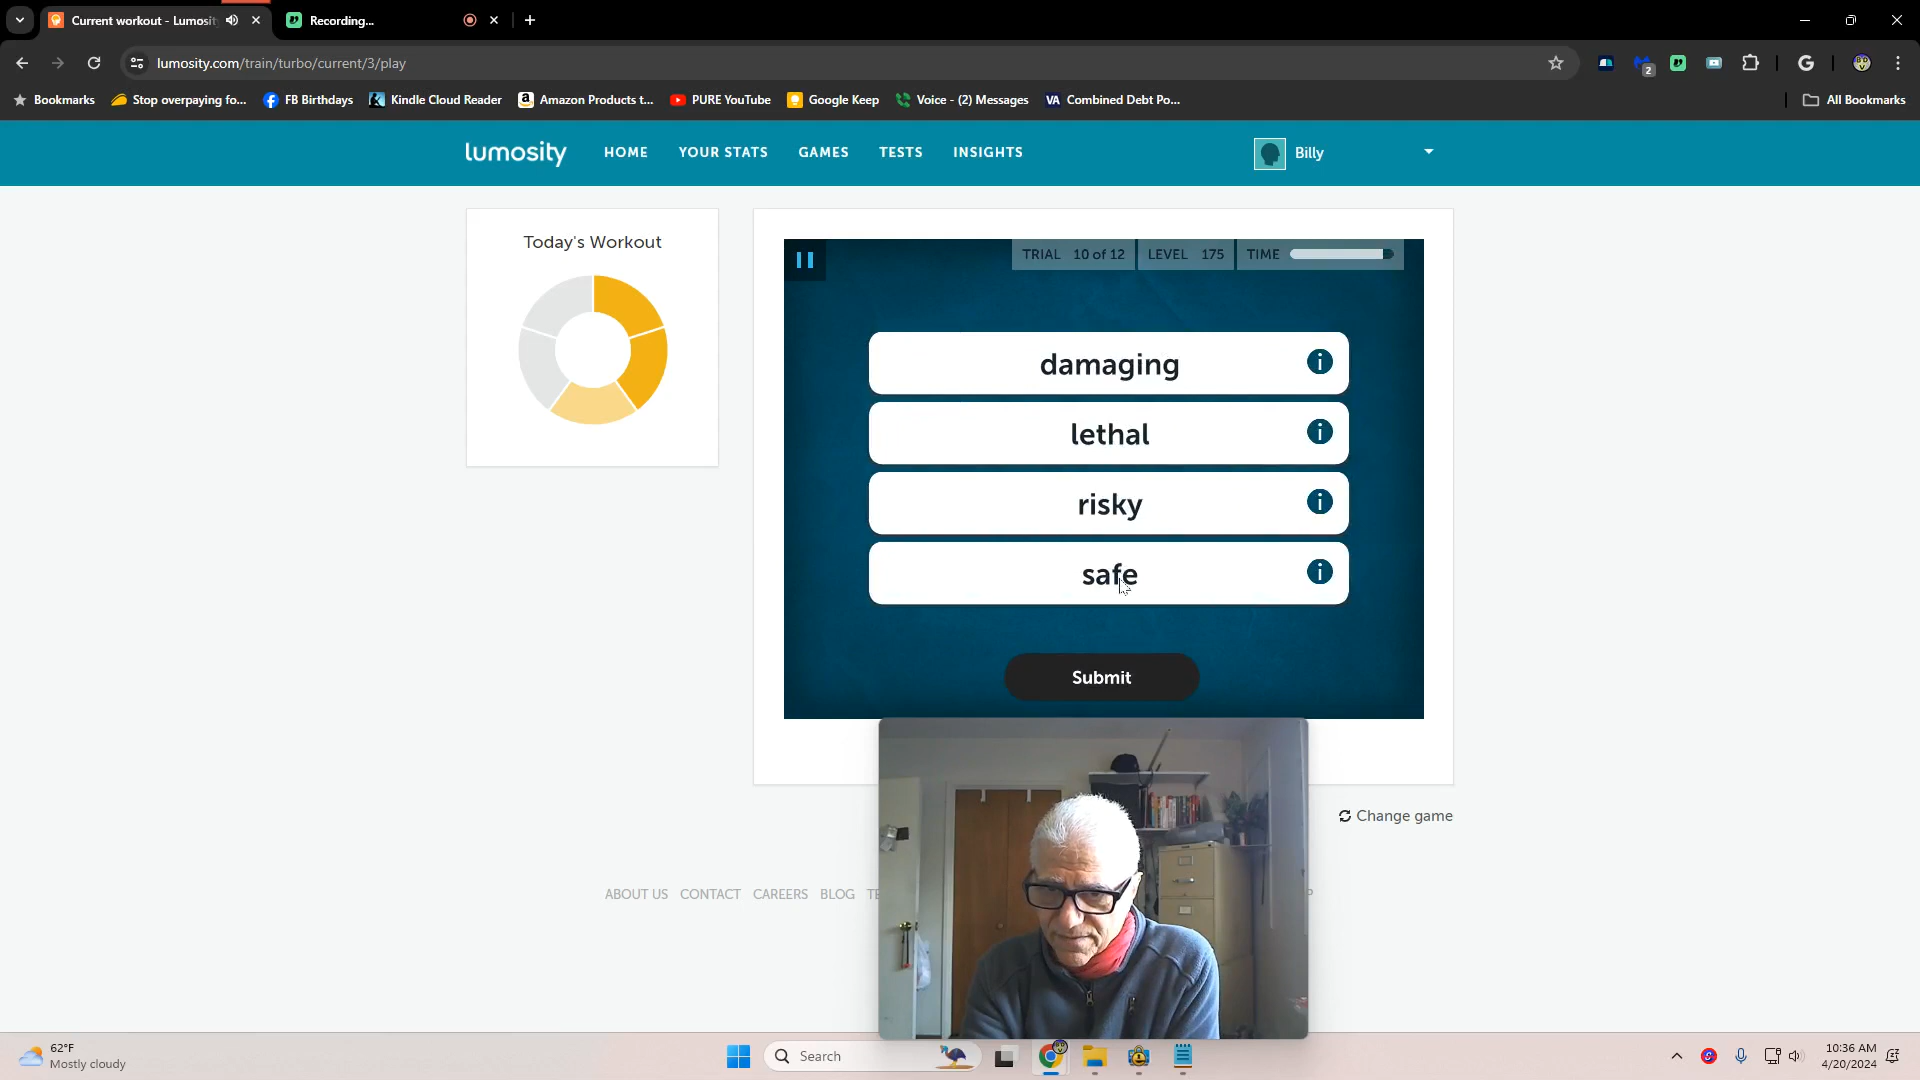 Current workout - Lumosit
Recording...
lumosity.com/train/turbo/current/3/play
2
Bookmarks
Stop overpaying fo...
FB Birthdays
Kindle Cloud Reader
Amazon Products t...
PURE YouTube
Google Keep
Voice - (2) Messages
VA Combined Debt Po...
All Bookmarks
lumosity
HOME
YOUR STATS
GAMES
TESTS
INSIGHTS
Billy
Today's Workout
TRIAL 10 of 12
LEVEL 175
TIME
damaging
lethal
risky
safe
Submit
Change game
ABOUT US
CONTACT
CAREERS
BLOG
62°F
Mostly cloudy
Search
10:36 AM
4/20/2024